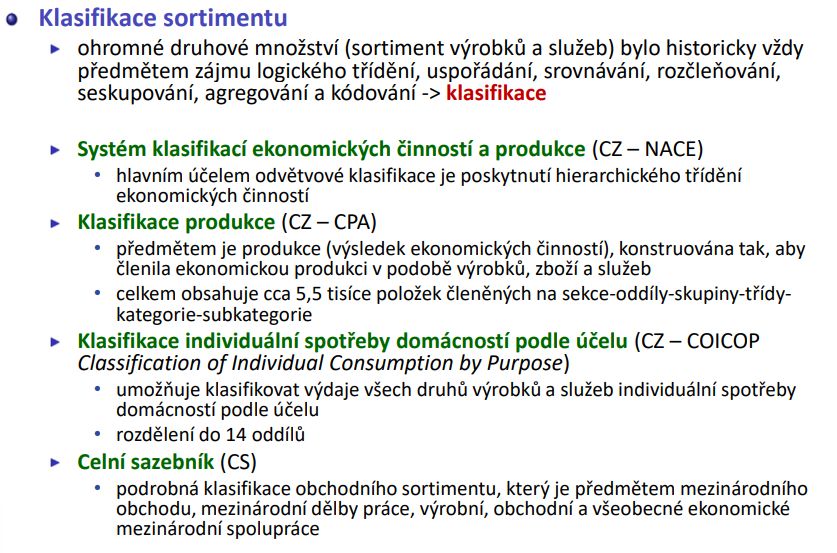 Klasifikace sortimentu
ohromné druhové množství (sortiment výrobků a služeb) bylo historicky vždy
předmětem zájmu logického třídění, uspořádání, srovnávání, rozčleňování,
seskupování, agregování a kódování -> klasifikace
Systém klasifikací ekonomických činností a produkce (CZ – NACE)
hlavním účelem odvětvové klasifikace je poskytnutí hierarchického třídění
ekonomických činností
Klasifikace produkce (CZ – CPA)
předmětem je produkce (výsledek ekonomických činností), konstruována tak, aby
členila ekonomickou produkci v podobě výrobků, zboží a služeb
celkem obsahuje cca 5,5 tisíce položek členěných na sekce-oddíly-skupiny-třídy-
kategorie-subkategorie
Klasifikace individuální spotřeby domácností podle účelu (CZ – COICOP
Classification of Individual Consumption by Purpose)
umožňuje klasifikovat výdaje všech druhů výrobků a služeb individuální spotřeby
domácností podle účelu
rozdělení do 14 oddílů
Celní sazebník (CS)
podrobná klasifikace obchodního sortimentu, který je předmětem mezinárodního
obchodu, mezinárodní dělby práce, výrobní, obchodní a všeobecné ekonomické
mezinárodní spolupráce